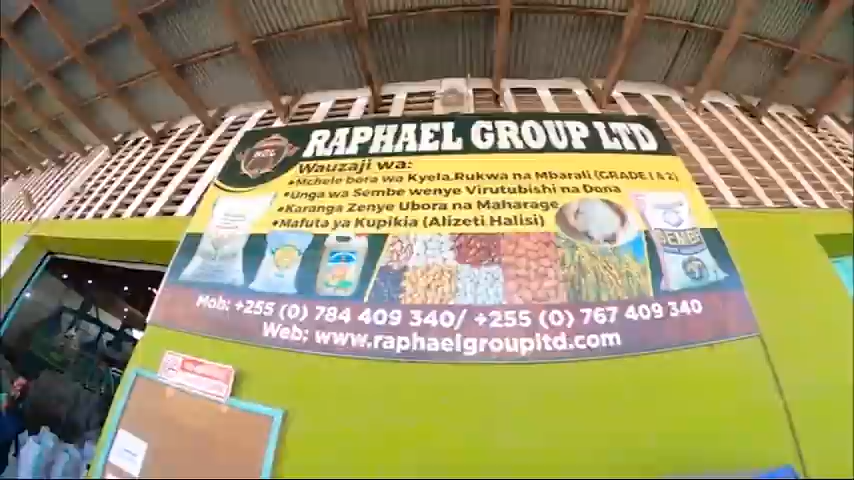 RAPHAEL GROUP LTD
RGL
Wauzaji wa:
•Mchele bora wa Kyela,Rukwa na Mbarali (GRADE 1 & 2)
•Unga wa Sembe wenye Virutubishi na Dona
•Karanga Zenye Ubora na Maharage
•Mafuta ya Kupikia (Alizeti Halisi)
SEMBE
Mob: +255 (0) 784 409 340/ +255 (0) 767 409 340
Web: www.raphaelgroupltd.com